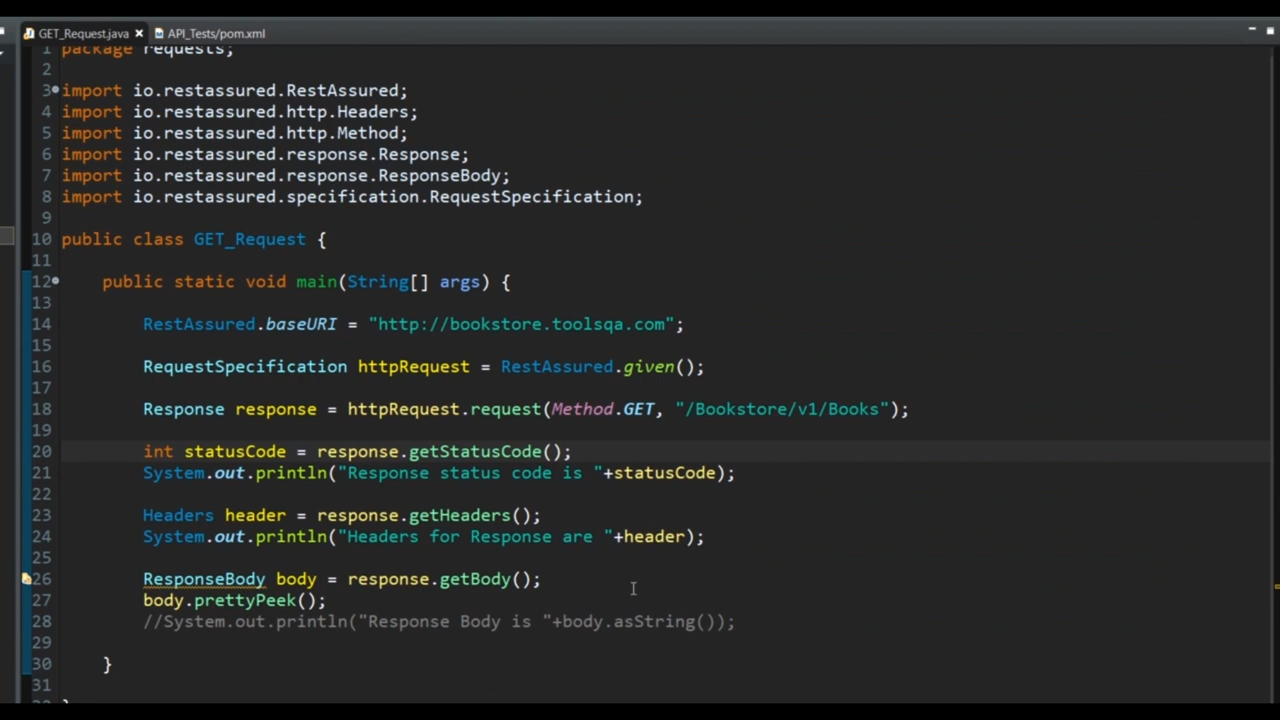 GET_Request.java API_Tests/pom.xml
1 package requests;
2
3 import io.restassured.RestAssured;
4 import io.restassured.http.Headers;
5 import io.restassured.http.Method;
6 import io.restassured.response.Response;
7 import io.restassured.response.ResponseBody;
8 import io.restassured.specification.RequestSpecification;
9
10 public class GET_Request {
11
12 public static void main(String[] args) {
13
14 RestAssured.baseURI = "http://bookstore.toolsqa.com";
15
16 RequestSpecification httpRequest = RestAssured.given();
17
18 Response response = httpRequest.request(Method.GET, "/Bookstore/v1/Books");
19
20 int statusCode = response.getStatusCode();
21 System.out.println("Response status code is "+statusCode);
22
23 Headers header = response.getHeaders();
24 System.out.println("Headers for Response are "+header);
25
26 ResponseBody body = response.getBody();
27 body.prettyPeek();
28 //System.out.println("Response Body is "+body.asString());
29
30 }
31